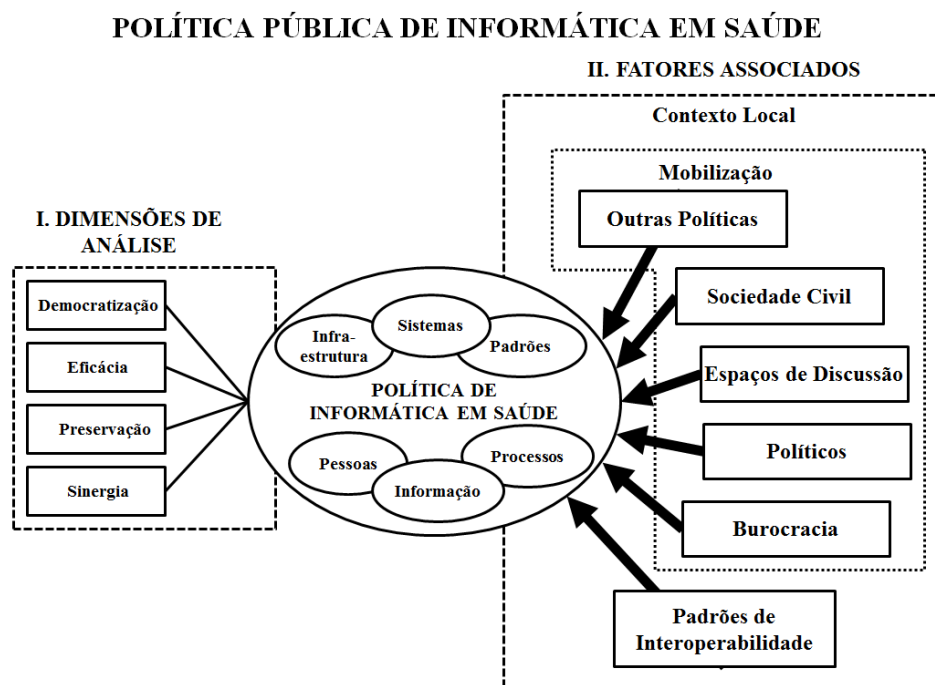 POLÍTICA PÚBLICA DE INFORMÁTICA EM SAÚDE
II. FATORES ASSOCIADOS
Contexto Local
Mobilização
Outras Políticas
Sociedade Civil
Espaços de Discussão
Políticos
Burocracia
Padrões de
Interoperabilidade
I. DIMENSÕES DE
ANÁLISE
Democratização
Eficácia
Preservação
Sinergia
Infra-
estrutura
Sistemas
Padrões
POLÍTICA DE
INFORMÁTICA EM SAÚDE
Pessoas
Informação
Processos